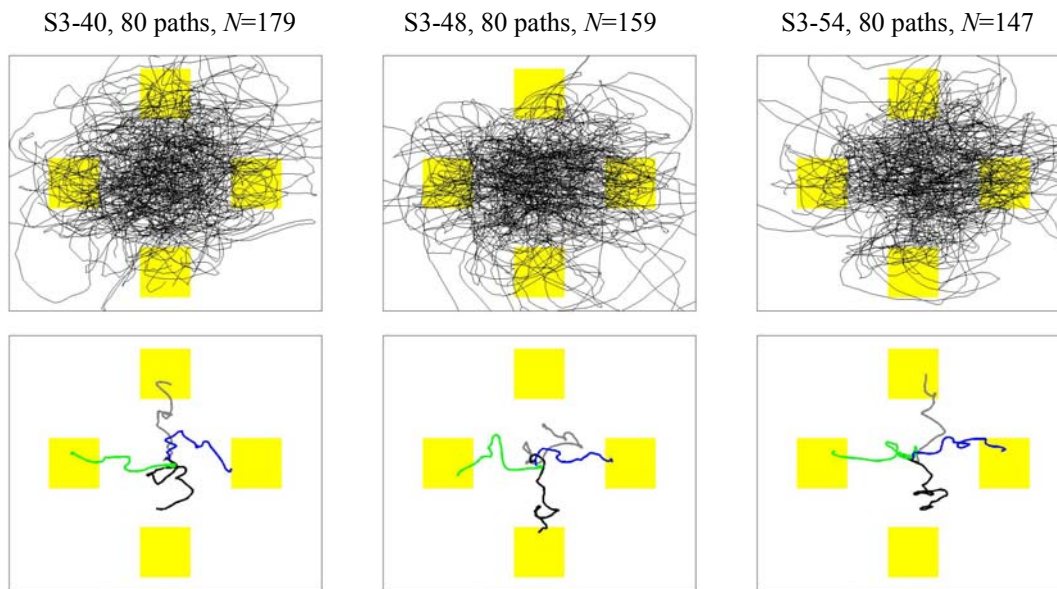 S3-40, 80 paths, N=179
S3-48, 80 paths, N=159
S3-54, 80 paths, N=147